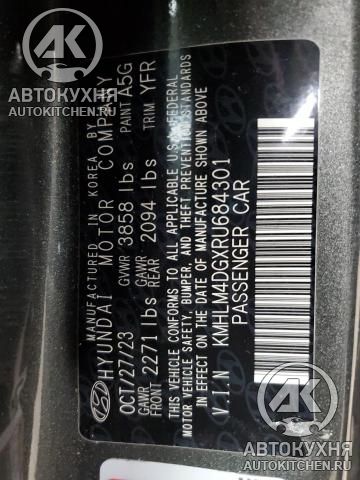 АК
АВТОКУХНЯ
AUTOKITCHEN.RU
MANUFACTURED IN KOREA BY
HYUNDAI MOTOR COMPANY
OCT/27/23 GVWR 3858 lbs PAINT A5G
GAWR FRONT 2271 lbs GAWR REAR 2094 lbs TRIM YFR
THIS VEHICLE CONFORMS TO ALL APPLICABLE U.S. FEDERAL
MOTOR VEHICLE SAFETY, BUMPER, AND THEFT PREVENTION STANDARDS
IN EFFECT ON THE DATE OF MANUFACTURE SHOWN ABOVE
V.I.N KMHLM4DGXRU684301
PASSENGER CAR
АК
АВТОКУХНЯ
AUTOKITCHEN.RU